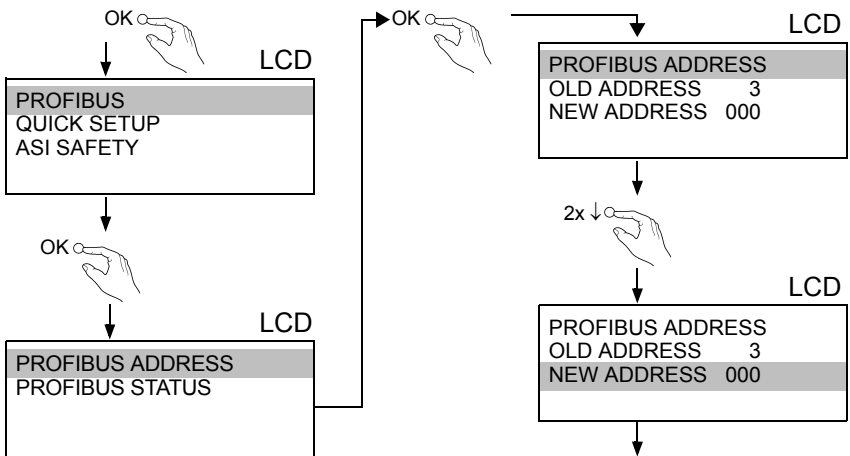 OK
LCD
PROFIBUS
QUICK SETUP
ASI SAFETY
OK
LCD
PROFIBUS ADDRESS
PROFIBUS STATUS
OK
LCD
PROFIBUS ADDRESS
OLD ADDRESS 3
NEW ADDRESS 000
2x ↓
LCD
PROFIBUS ADDRESS
OLD ADDRESS 3
NEW ADDRESS 000